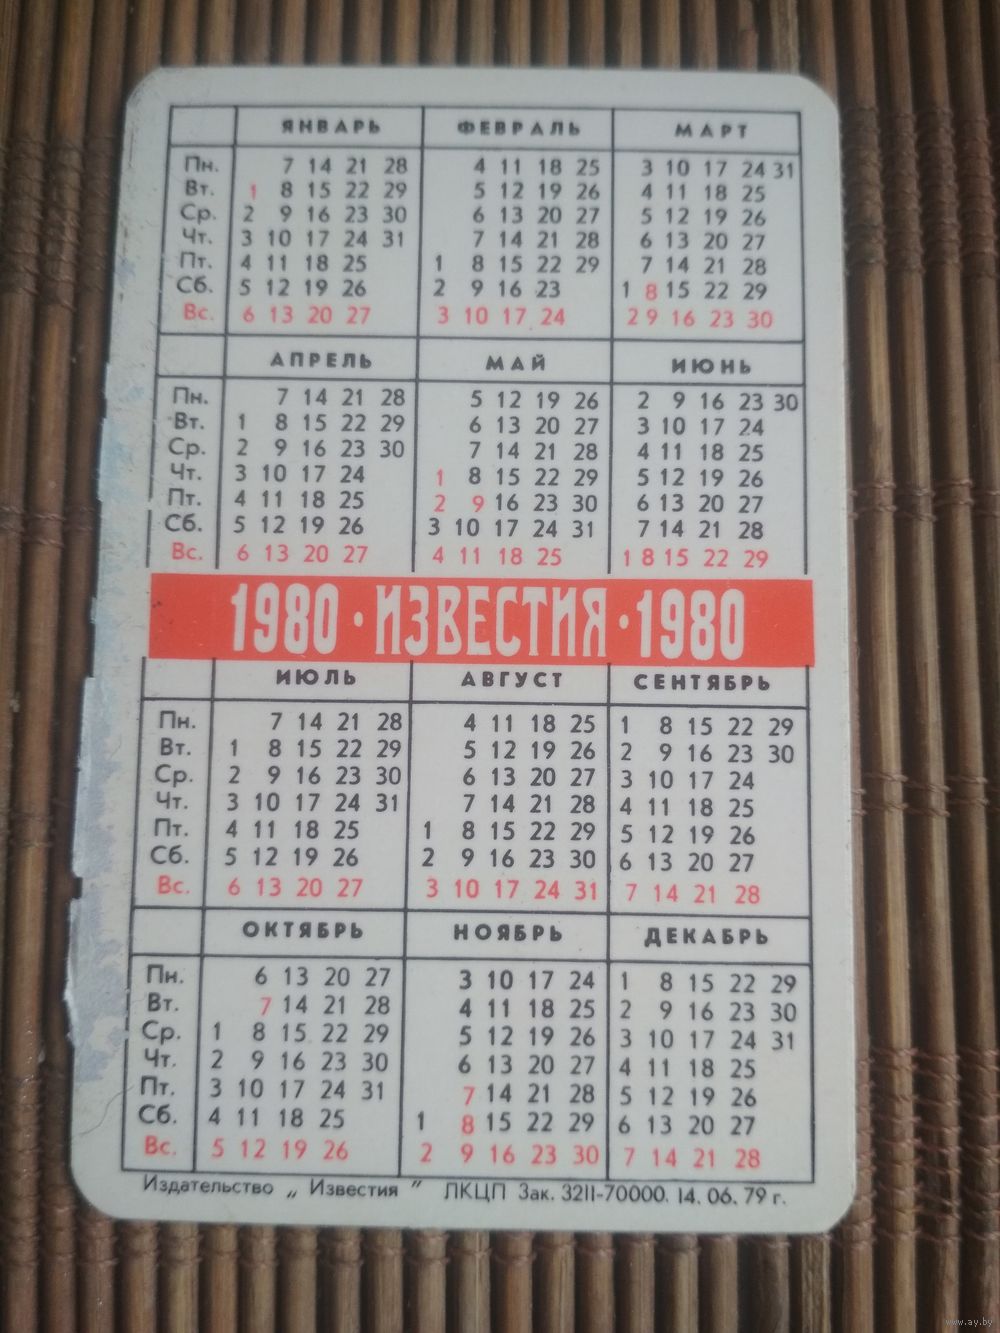 ЯНВАРЬ ФЕВРАЛЬ МАРТ
Пн. 7 14 21 28 4 11 18 25 3 10 17 24 31
Вт. 1 8 15 22 29 5 12 19 26 4 11 18 25
Ср. 2 9 16 23 30 6 13 20 27 5 12 19 26
Чт. 3 10 17 24 31 7 14 21 28 6 13 20 27
Пт. 4 11 18 25 1 8 15 22 29 7 14 21 28
Сб. 5 12 19 26 2 9 16 23 1 8 15 22 29
Вс. 6 13 20 27 3 10 17 24 2 9 16 23 30
АПРЕЛЬ МАЙ ИЮНЬ
Пн. 7 14 21 28 5 12 19 26 2 9 16 23 30
Вт. 1 8 15 22 29 6 13 20 27 3 10 17 24
Ср. 2 9 16 23 30 7 14 21 28 4 11 18 25
Чт. 3 10 17 24 1 8 15 22 29 5 12 19 26
Пт. 4 11 18 25 2 9 16 23 30 6 13 20 27
Сб. 5 12 19 26 3 10 17 24 31 7 14 21 28
Вс. 6 13 20 27 4 11 18 25 1 8 15 22 29
1980 · ИЗВЕСТИЯ · 1980
ИЮЛЬ АВГУСТ СЕНТЯБРЬ
Пн. 7 14 21 28 4 11 18 25 1 8 15 22 29
Вт. 1 8 15 22 29 5 12 19 26 2 9 16 23 30
Ср. 2 9 16 23 30 6 13 20 27 3 10 17 24
Чт. 3 10 17 24 31 7 14 21 28 4 11 18 25
Пт. 4 11 18 25 1 8 15 22 29 5 12 19 26
Сб. 5 12 19 26 2 9 16 23 30 6 13 20 27
Вс. 6 13 20 27 3 10 17 24 31 7 14 21 28
ОКТЯБРЬ НОЯБРЬ ДЕКАБРЬ
Пн. 6 13 20 27 3 10 17 24 1 8 15 22 29
Вт. 7 14 21 28 4 11 18 25 2 9 16 23 30
Ср. 1 8 15 22 29 5 12 19 26 3 10 17 24 31
Чт. 2 9 16 23 30 6 13 20 27 4 11 18 25
Пт. 3 10 17 24 31 7 14 21 28 5 12 19 26
Сб. 4 11 18 25 1 8 15 22 29 6 13 20 27
Вс. 5 12 19 26 2 9 16 23 30 7 14 21 28
Издательство „ Известия " ЛКЦП Зак. 3211-70000. 14. 06. 79 г.
www.ay.by